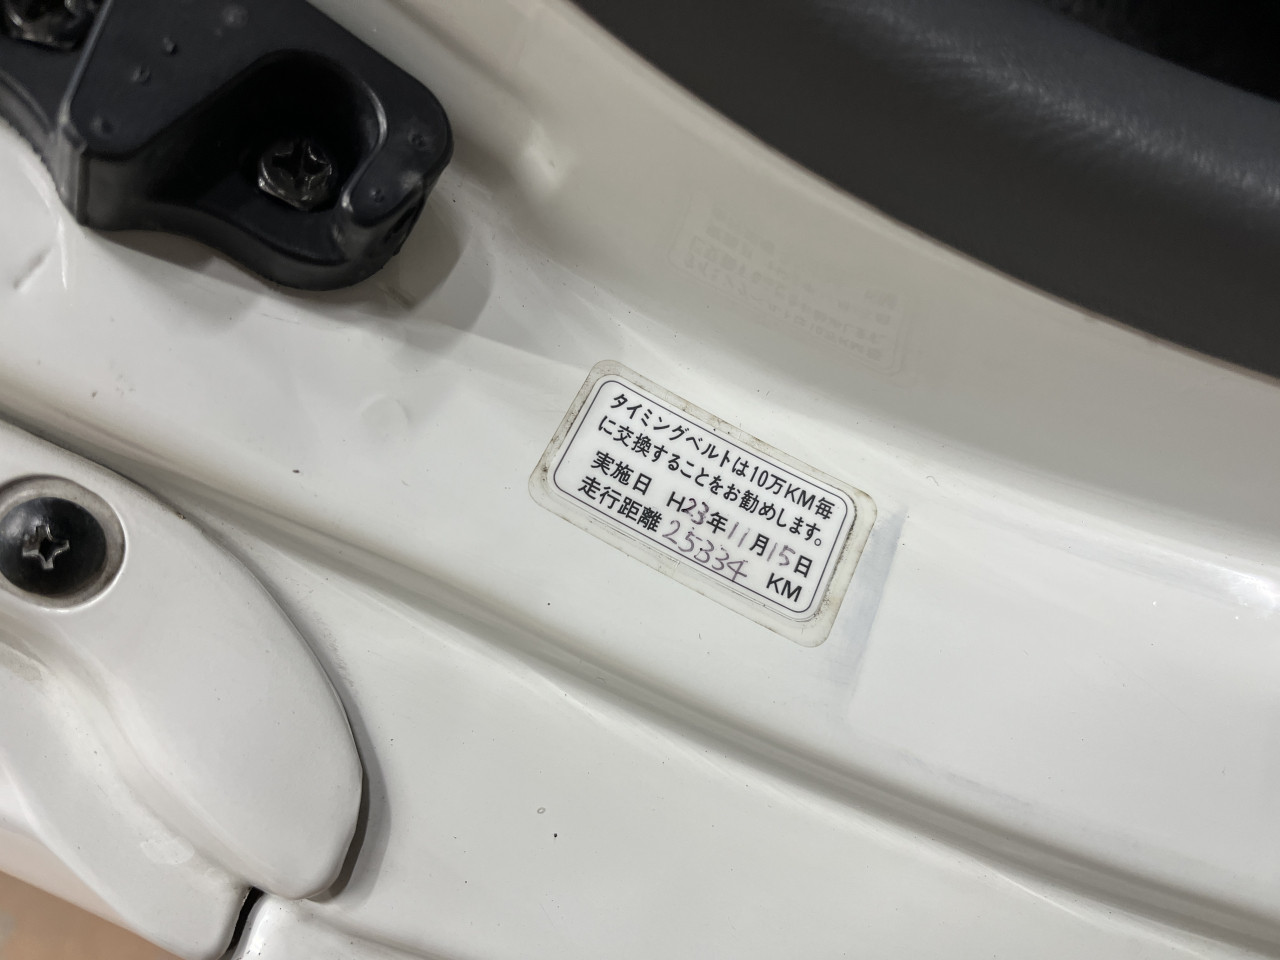 タイミングベルトは10万KM毎
に交換することをお勧めします。
実施日 H23年11月15日
走行距離 25334 KM